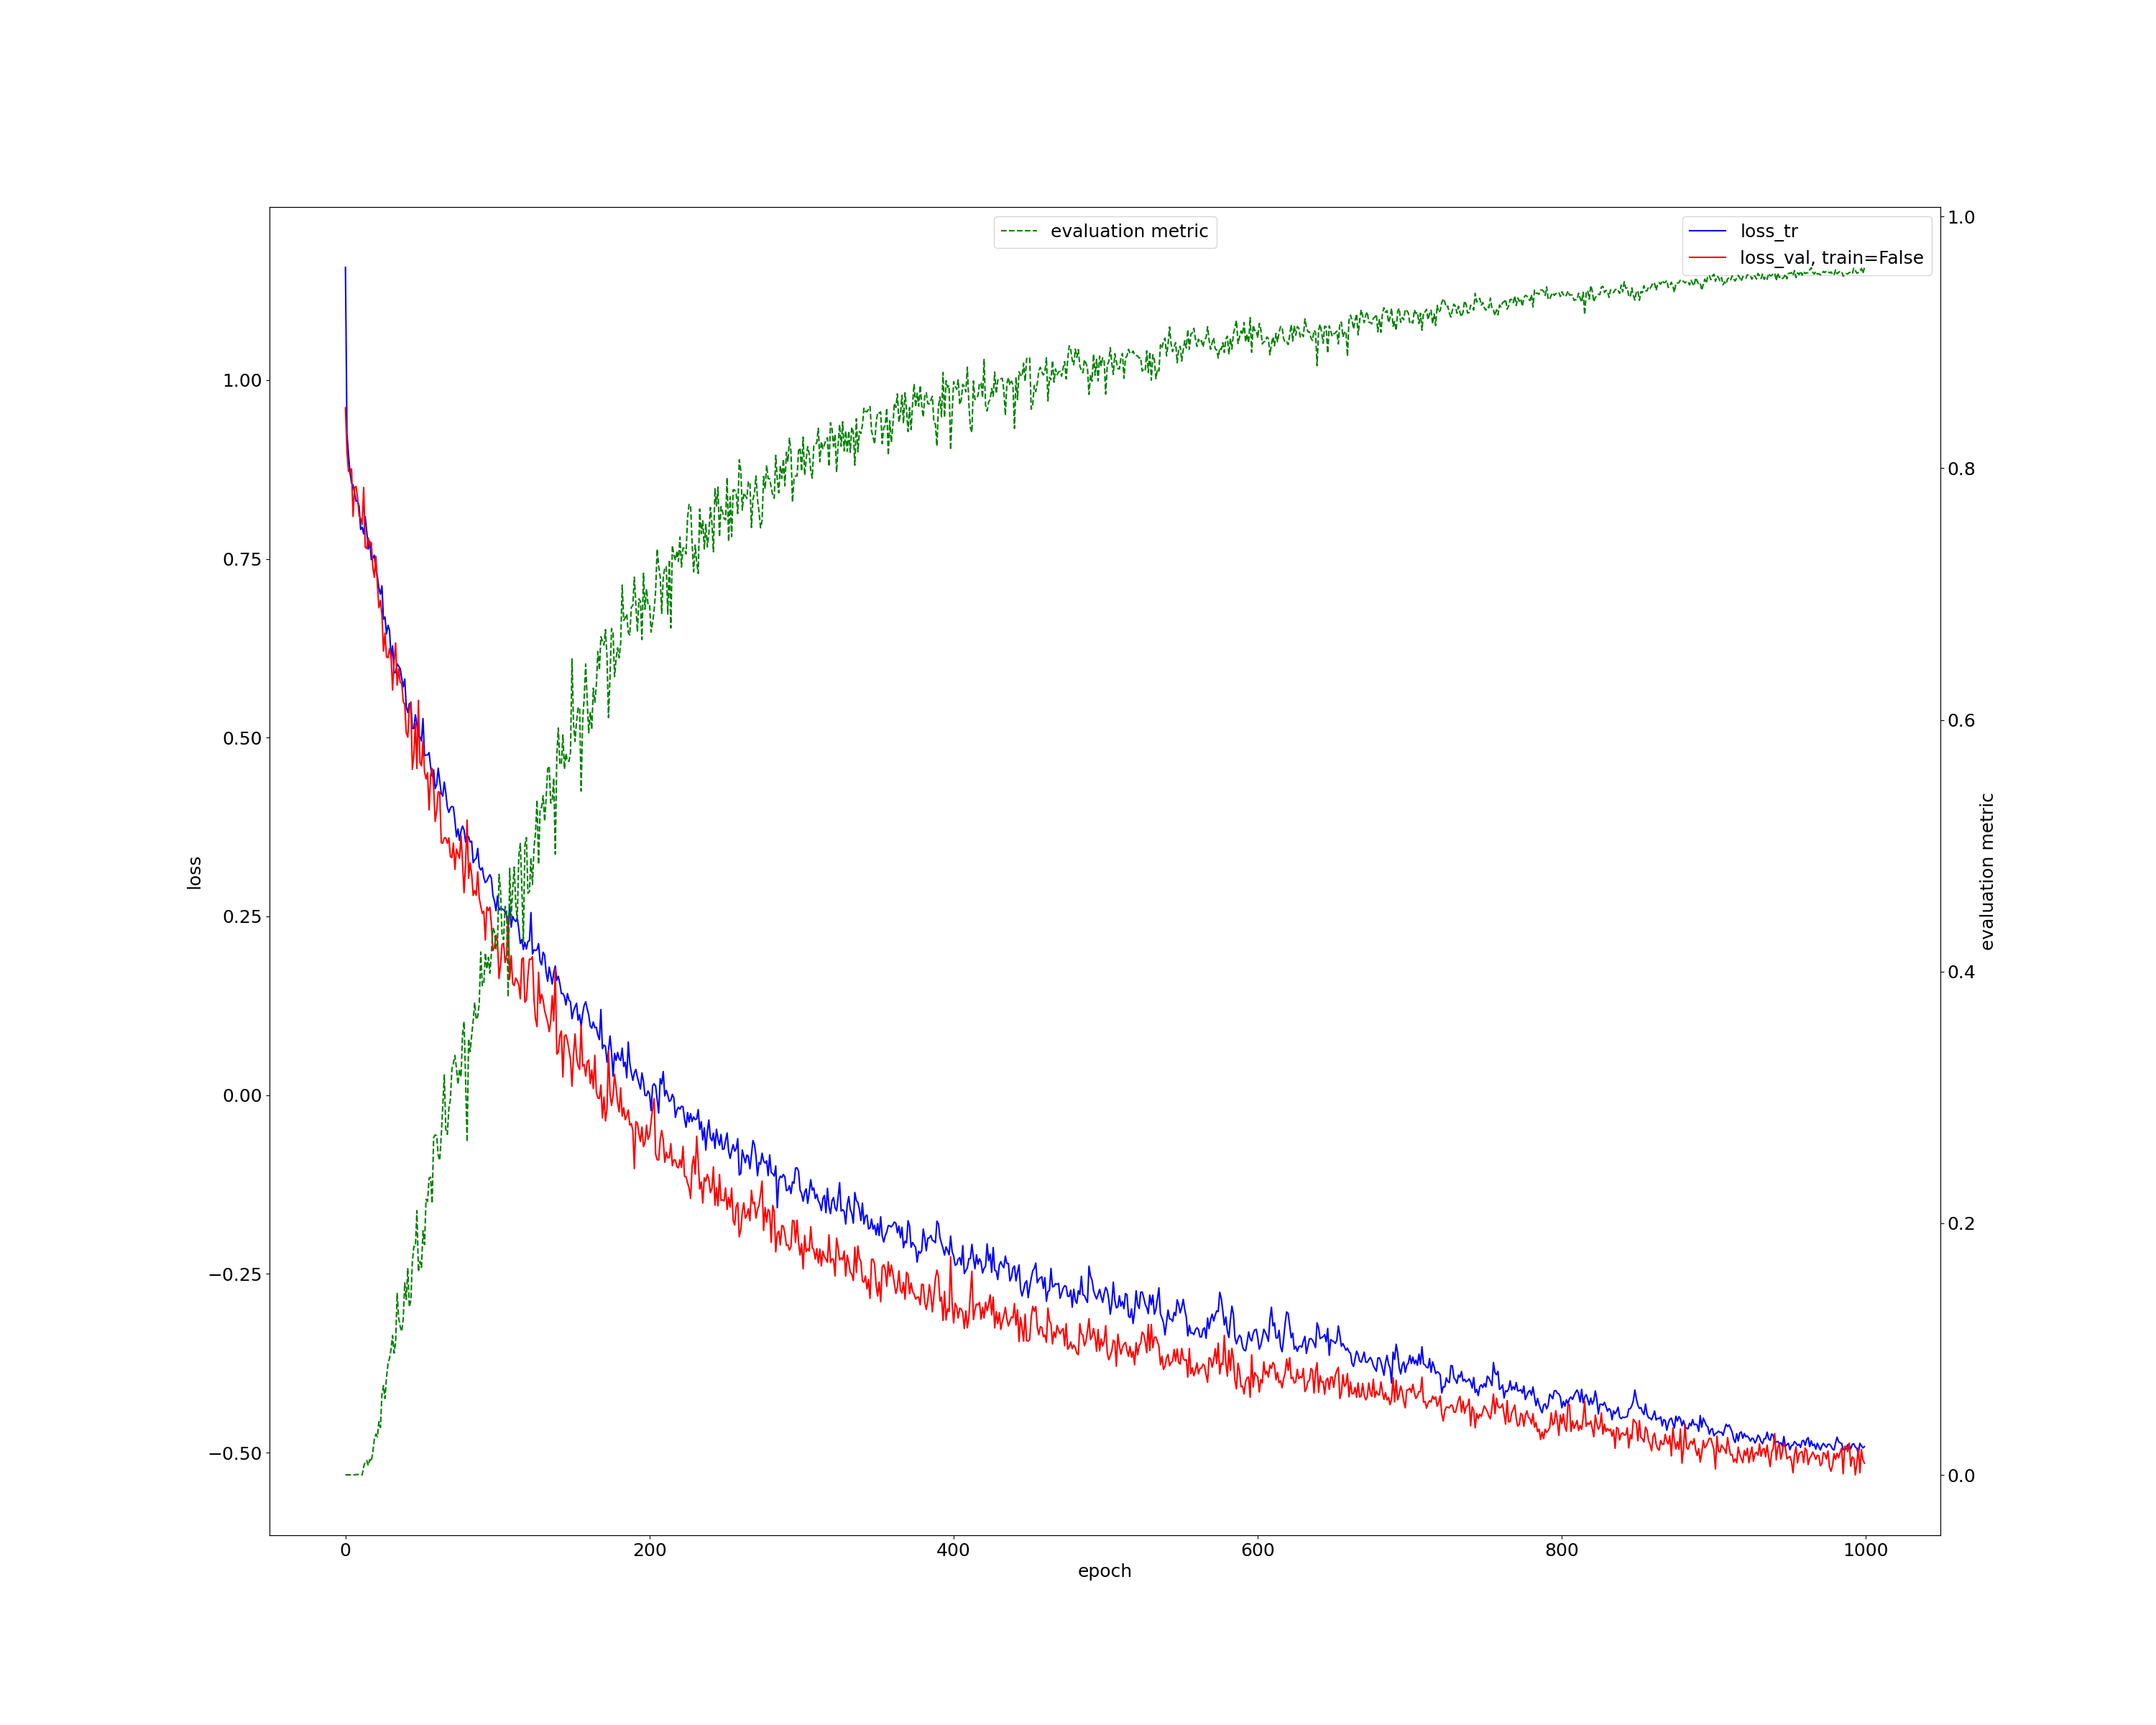 evaluation metric
loss_tr
loss_val, train=False
1.00
0.75
0.50
0.25
0.00
−0.25
−0.50
loss
1.0
0.8
0.6
0.4
0.2
0.0
evaluation metric
0 200 400 600 800 1000
epoch